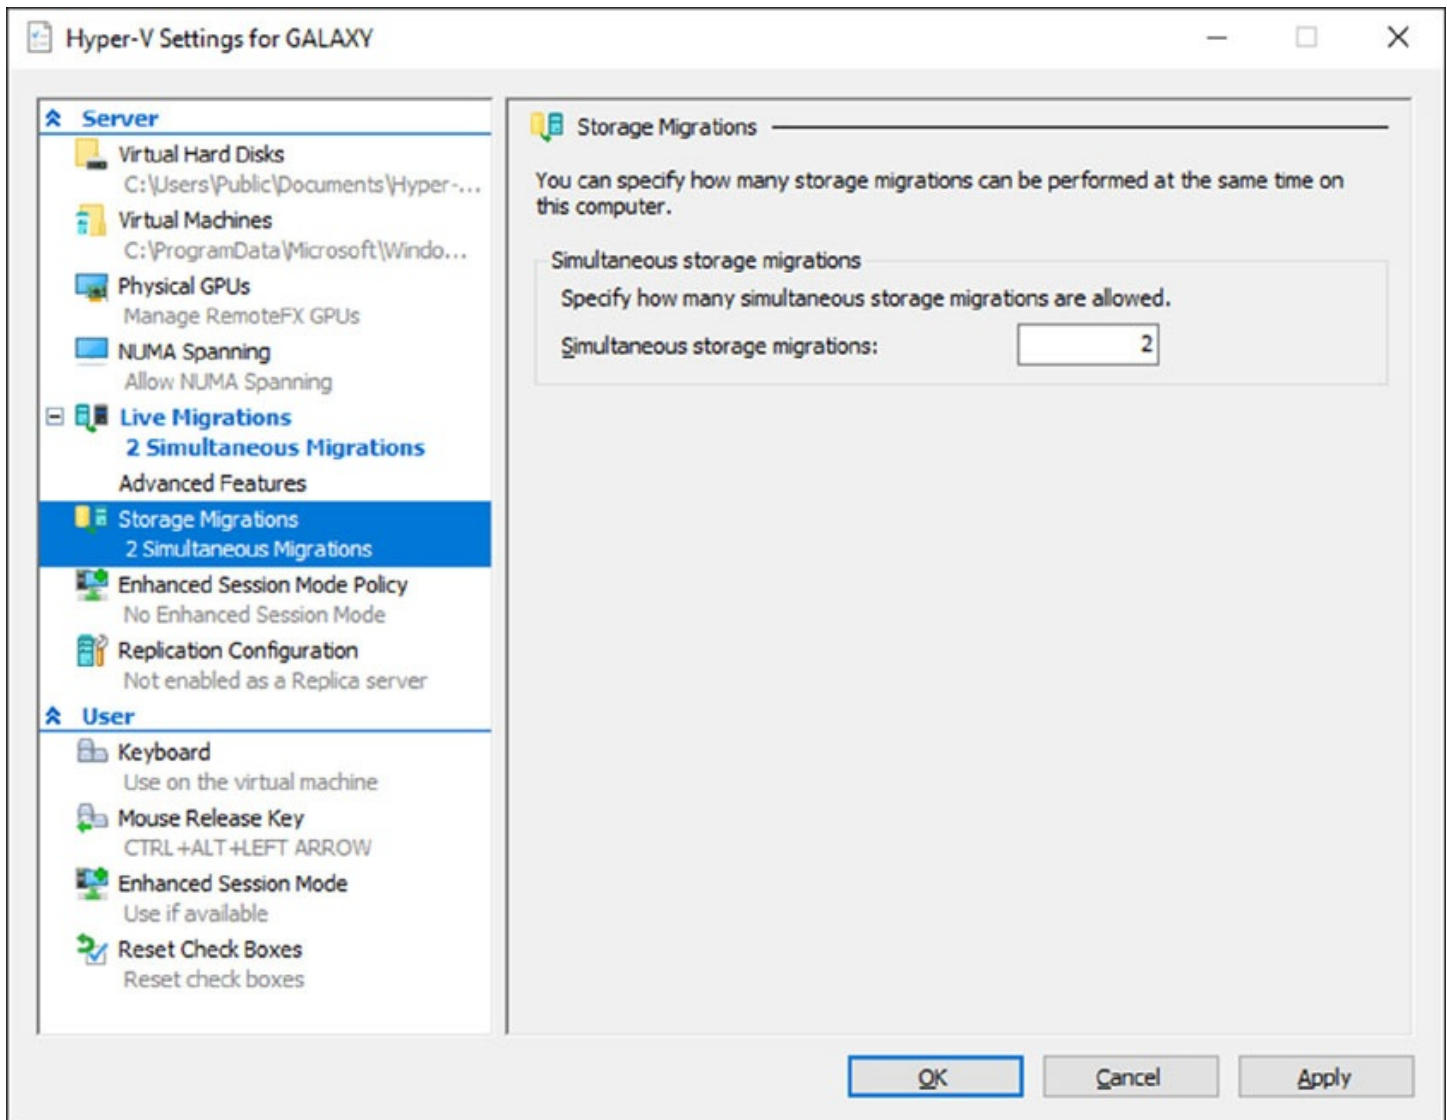 Hyper-V Settings for GALAXY
Server
Virtual Hard Disks
C:\Users\Public\Documents\Hyper-...
Virtual Machines
C:\ProgramData\Microsoft\Windo...
Physical GPUs
Manage RemoteFX GPUs
NUMA Spanning
Allow NUMA Spanning
Live Migrations
2 Simultaneous Migrations
Advanced Features
Storage Migrations
2 Simultaneous Migrations
Enhanced Session Mode Policy
No Enhanced Session Mode
Replication Configuration
Not enabled as a Replica server
User
Keyboard
Use on the virtual machine
Mouse Release Key
CTRL+ALT+LEFT ARROW
Enhanced Session Mode
Use if available
Reset Check Boxes
Reset check boxes
Storage Migrations
You can specify how many storage migrations can be performed at the same time on
this computer.
Simultaneous storage migrations
Specify how many simultaneous storage migrations are allowed.
Simultaneous storage migrations: 2
OK Cancel Apply